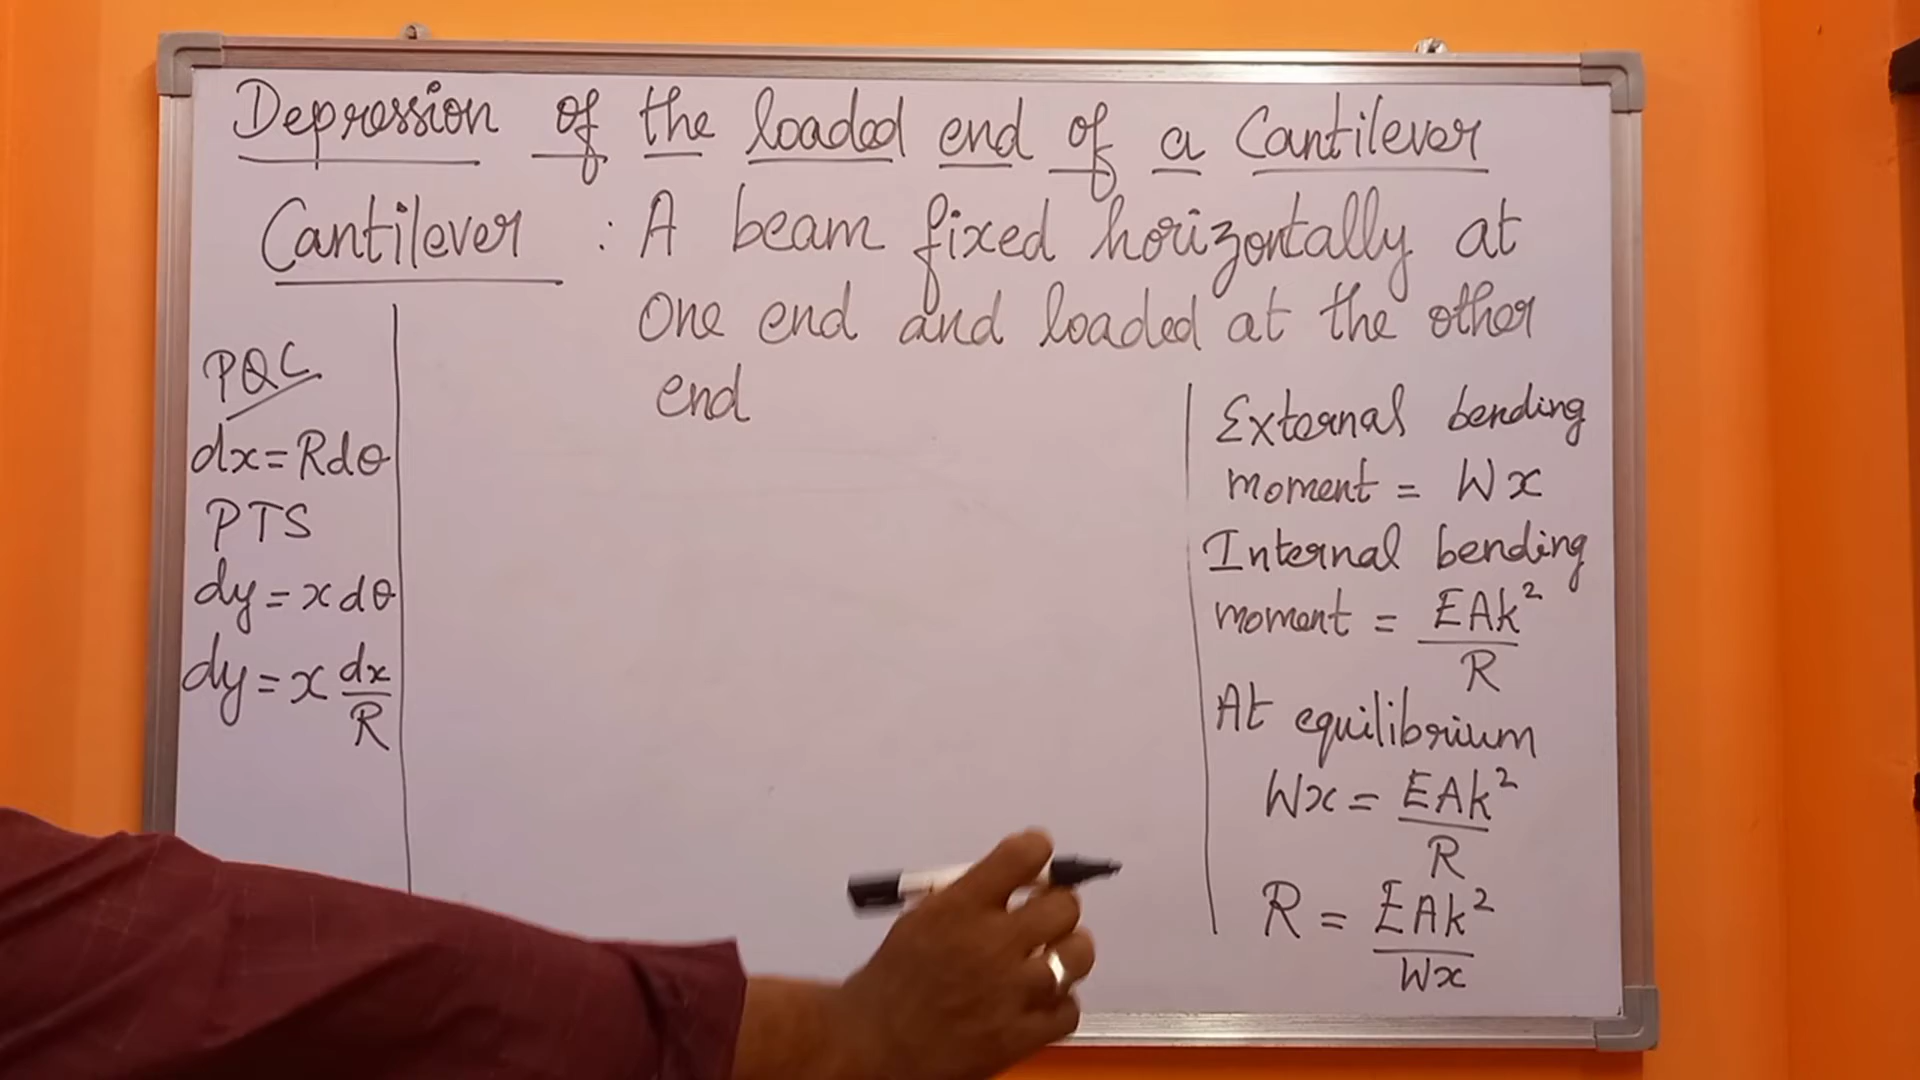 Depression of the loaded end of a Cantilever
Cantilever : A beam fixed horizontally at
one end and loaded at the other
end
PQC
dx = Rdθ
PTS
dy = x dθ
dy = x dx/R
External bending
moment = Wx
Internal bending
moment = EAk²/R
At equilibrium
Wx = EAk²/R
R = EAk²/Wx